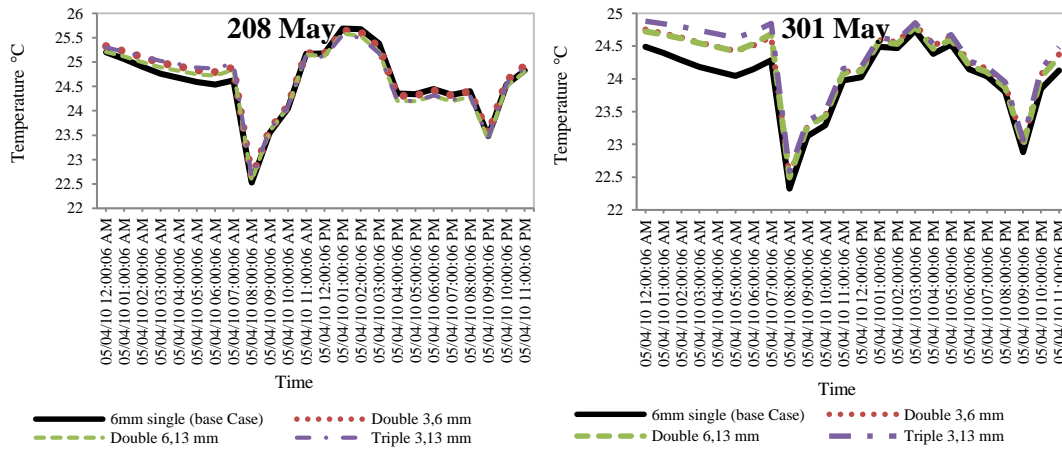 208 May
Temperature °C
26
25.5
25
24.5
24
23.5
23
22.5
22
05/04/10 12:00:06 AM
05/04/10 01:00:06 AM
05/04/10 02:00:06 AM
05/04/10 03:00:06 AM
05/04/10 04:00:06 AM
05/04/10 05:00:06 AM
05/04/10 06:00:06 AM
05/04/10 07:00:06 AM
05/04/10 08:00:06 AM
05/04/10 09:00:06 AM
05/04/10 10:00:06 AM
05/04/10 11:00:06 AM
05/04/10 12:00:06 PM
05/04/10 01:00:06 PM
05/04/10 02:00:06 PM
05/04/10 03:00:06 PM
05/04/10 04:00:06 PM
05/04/10 05:00:06 PM
05/04/10 06:00:06 PM
05/04/10 07:00:06 PM
05/04/10 08:00:06 PM
05/04/10 09:00:06 PM
05/04/10 10:00:06 PM
05/04/10 11:00:06 PM
Time
6mm single (base Case)
Double 3,6 mm
Double 6,13 mm
Triple 3,13 mm
301 May
Temperature °C
25
24.5
24
23.5
23
22.5
22
05/04/10 12:00:06 AM
05/04/10 01:00:06 AM
05/04/10 02:00:06 AM
05/04/10 03:00:06 AM
05/04/10 04:00:06 AM
05/04/10 05:00:06 AM
05/04/10 06:00:06 AM
05/04/10 07:00:06 AM
05/04/10 08:00:06 AM
05/04/10 09:00:06 AM
05/04/10 10:00:06 AM
05/04/10 11:00:06 AM
05/04/10 12:00:06 PM
05/04/10 01:00:06 PM
05/04/10 02:00:06 PM
05/04/10 03:00:06 PM
05/04/10 04:00:06 PM
05/04/10 05:00:06 PM
05/04/10 06:00:06 PM
05/04/10 07:00:06 PM
05/04/10 08:00:06 PM
05/04/10 09:00:06 PM
05/04/10 10:00:06 PM
05/04/10 11:00:06 PM
Time
6mm single (base Case)
Double 3,6 mm
Double 6,13 mm
Triple 3,13 mm